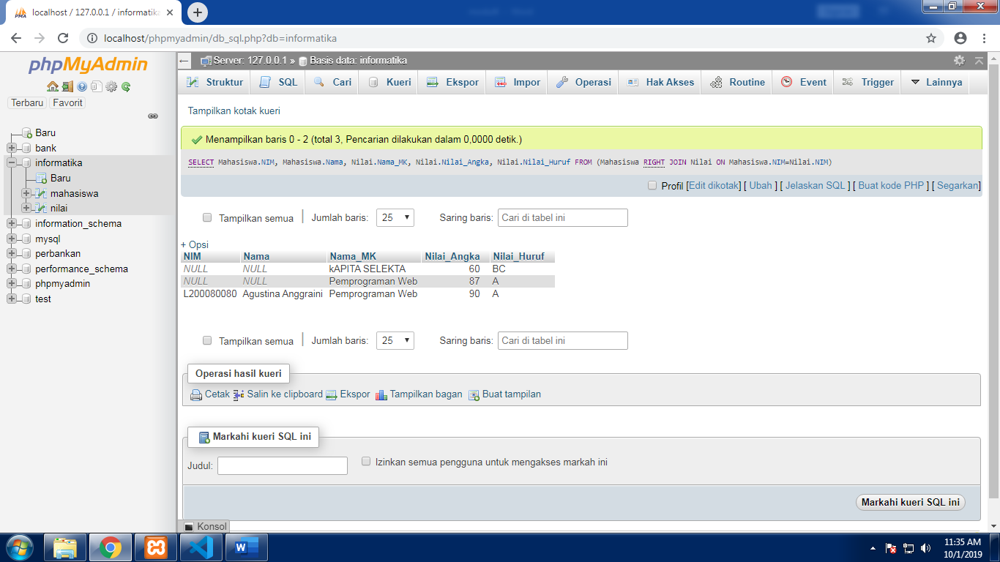 localhost / 127.0.0.1 / informatika
localhost/phpmyadmin/db_sql.php?db=informatika
phpMyAdmin
Terbaru Favorit
Baru
bank
informatika
Baru
mahasiswa
nilai
information_schema
mysql
perbankan
performance_schema
phpmyadmin
test
Server: 127.0.0.1 » Basis data: informatika
Struktur SQL Cari Kueri Ekspor Impor Operasi Hak Akses Routine Event Trigger Lainnya
Tampilkan kotak kueri
Menampilkan baris 0 - 2 (total 3, Pencarian dilakukan dalam 0,0000 detik.)
SELECT Mahasiswa.NIM, Mahasiswa.Nama, Nilai.Nama_MK, Nilai.Nilai_Angka, Nilai.Nilai_Huruf FROM (Mahasiswa RIGHT JOIN Nilai ON Mahasiswa.NIM=Nilai.NIM)
Profil [Edit dikotak] [ Ubah ] [ Jelaskan SQL ] [ Buat kode PHP ] [ Segarkan]
Tampilkan semua | Jumlah baris: 25 Saring baris: Cari di tabel ini
+ Opsi
NIM Nama Nama_MK Nilai_Angka Nilai_Huruf
NULL NULL kAPITA SELEKTA 60 BC
NULL NULL Pemprograman Web 87 A
L200080080 Agustina Anggraini Pemprograman Web 90 A
Tampilkan semua | Jumlah baris: 25 Saring baris: Cari di tabel ini
Operasi hasil kueri
Cetak Salin ke clipboard Ekspor Tampilkan bagan Buat tampilan
Markahi kueri SQL ini
Judul: Izinkan semua pengguna untuk mengakses markah ini
Markahi kueri SQL ini
Konsol
11:35 AM
10/1/2019